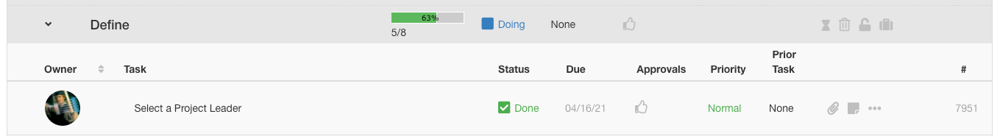 Define 63% Doing None
5/8
Owner Task Status Due Approvals Priority Prior Task #
Select a Project Leader Done 04/16/21 Normal None 7951